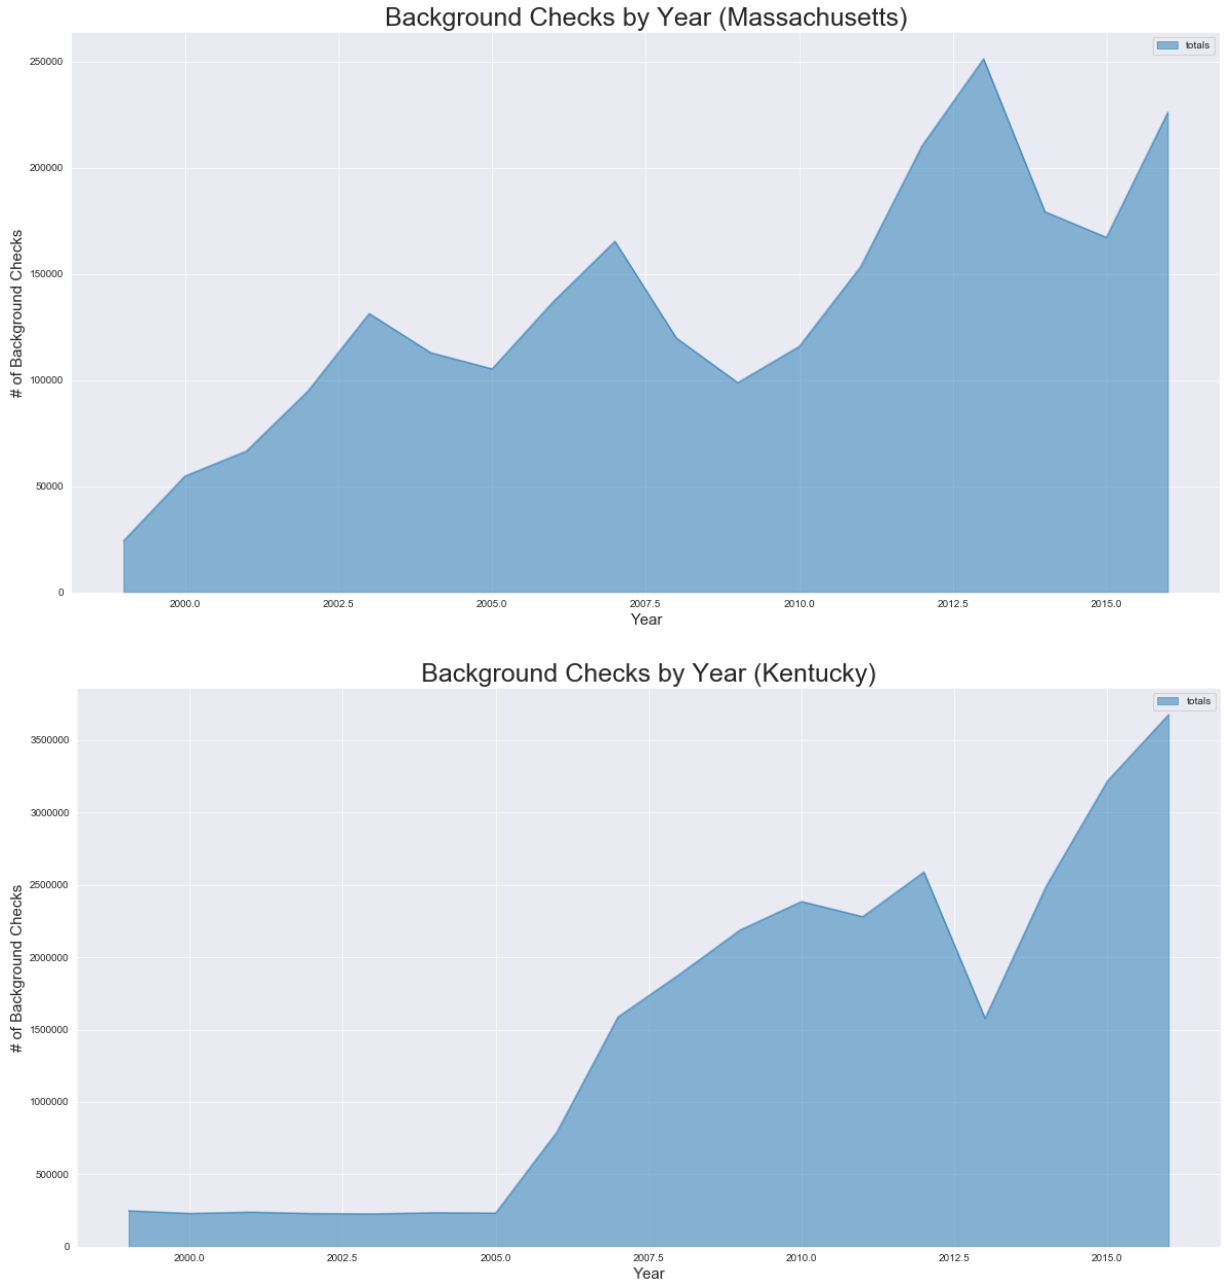 Background Checks by Year (Massachusetts)
totals
250000
200000
150000
100000
50000
0
# of Background Checks
2000.0 2002.5 2005.0 2007.5 2010.0 2012.5 2015.0
Year
Background Checks by Year (Kentucky)
totals
3500000
3000000
2500000
2000000
1500000
1000000
500000
0
# of Background Checks
2000.0 2002.5 2005.0 2007.5 2010.0 2012.5 2015.0
Year